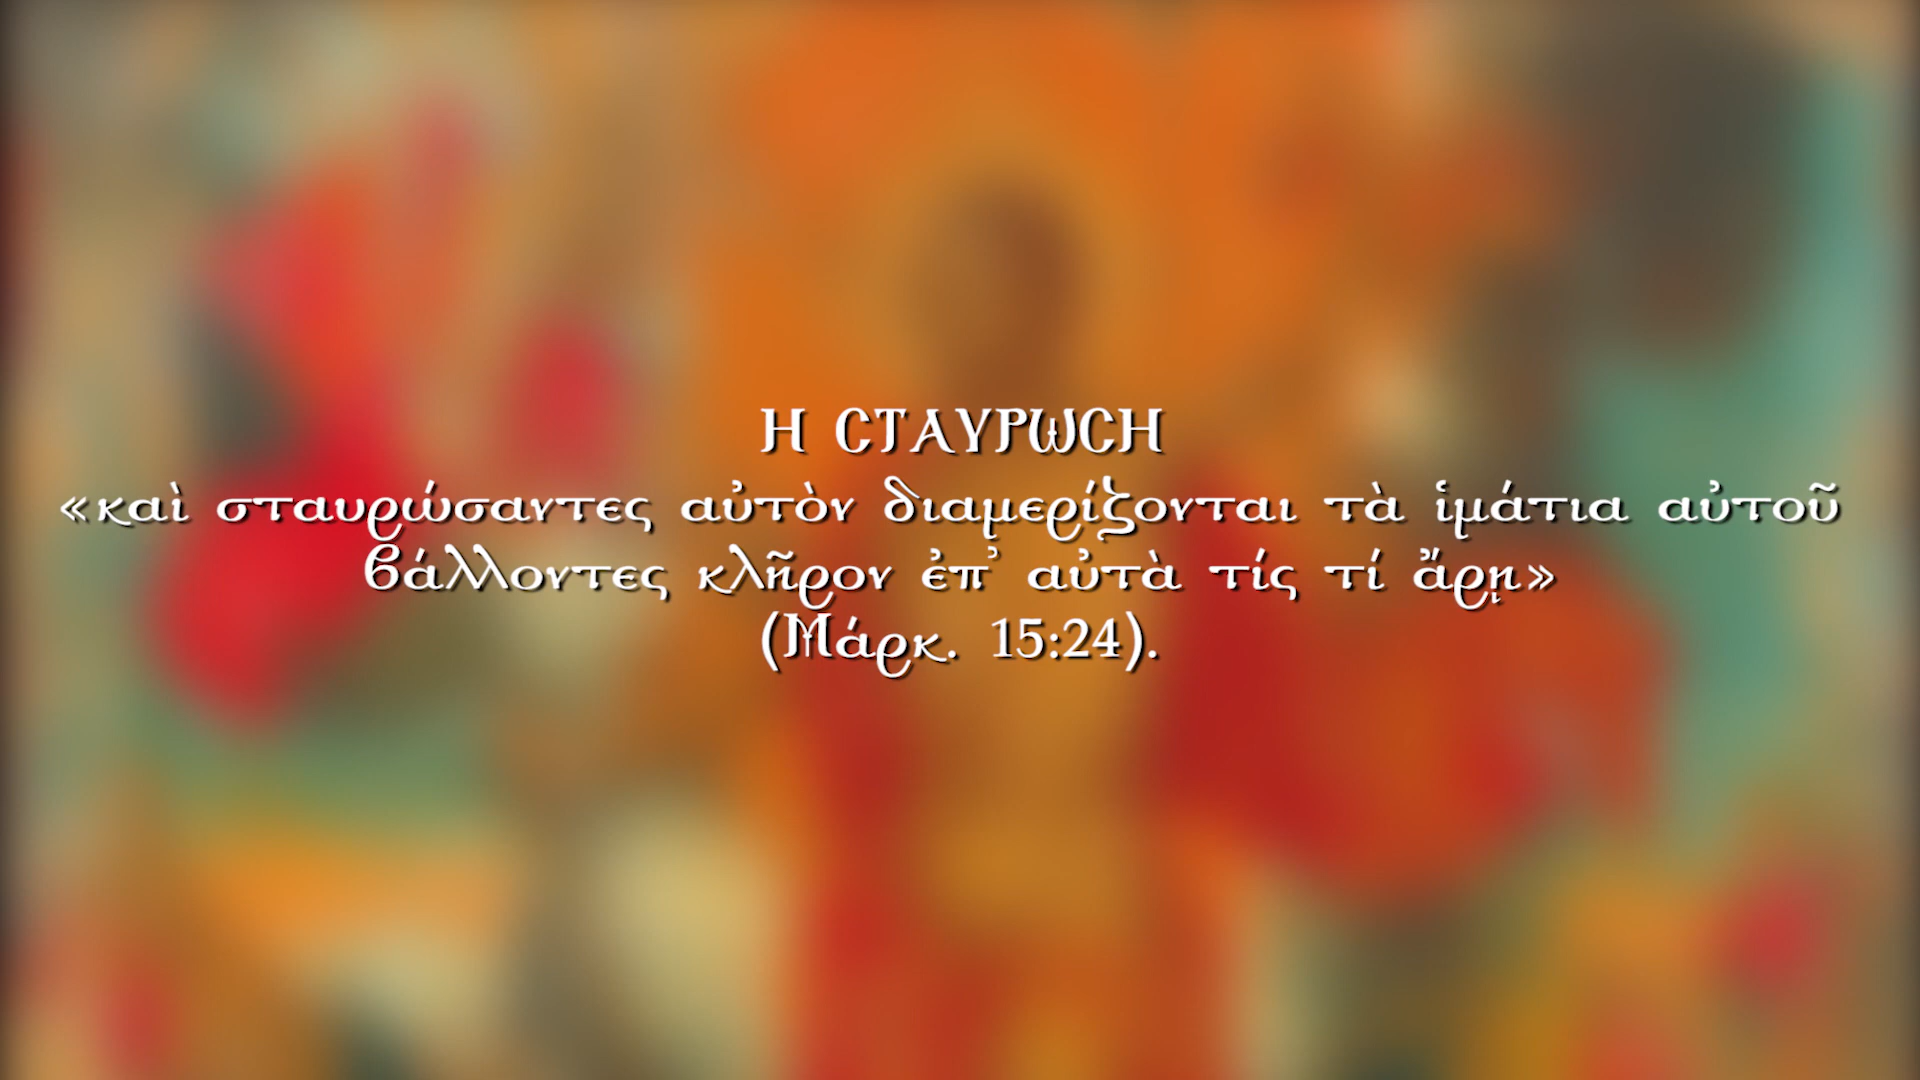 Η ΣΤΑΥΡΩΣΗ
«καὶ σταυρώσαντες αὐτὸν διαμερίζονται τὰ ἱμάτια αὐτοῦ
βάλλοντες κλῆρον ἐπ᾿ αὐτὰ τίς τί ἄρῃ»
(Μάρκ. 15:24).